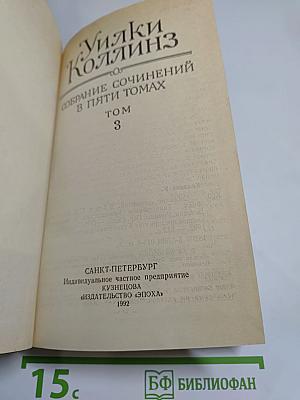 Уилки
Коллинз
СОБРАНИЕ СОЧИНЕНИЙ
В ПЯТИ ТОМАХ
ТОМ
3
САНКТ-ПЕТЕРБУРГ
Индивидуальное частное предприятие
КУЗНЕЦОВА
«ИЗДАТЕЛЬСТВО «ЭПОХА»
1992
15с
БФ БИБЛИОФАН